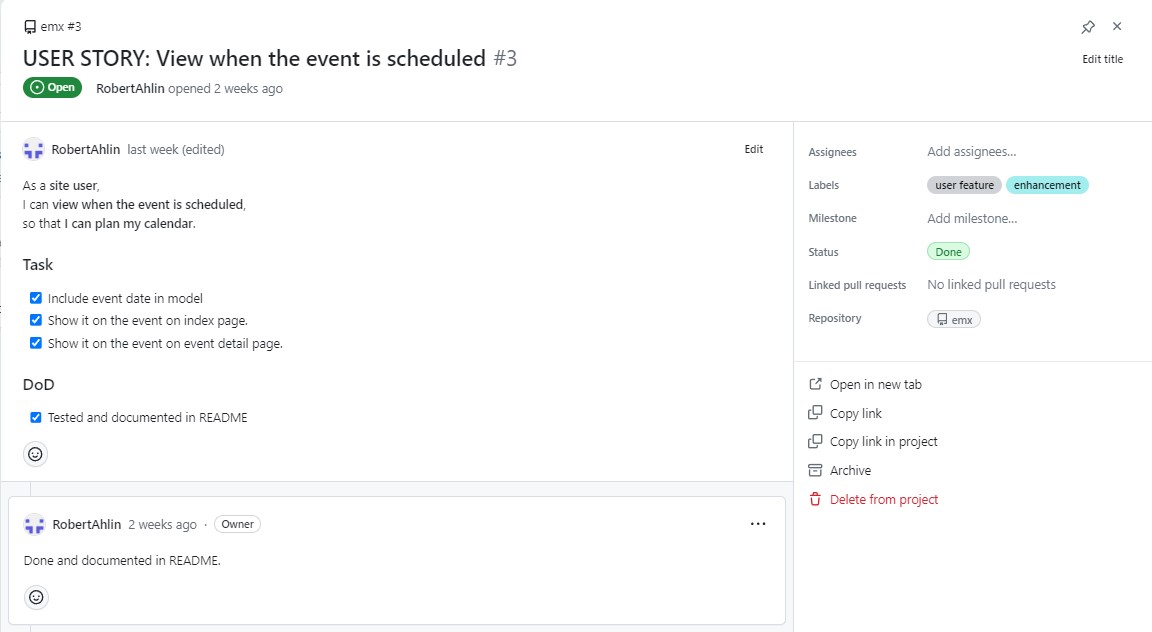 emx #3
USER STORY: View when the event is scheduled #3
Edit title
Open
RobertAhlin opened 2 weeks ago
RobertAhlin last week (edited)
Edit
As a site user,
I can view when the event is scheduled,
so that I can plan my calendar.
Task
Include event date in model
Show it on the event on index page.
Show it on the event on event detail page.
DoD
Tested and documented in README
RobertAhlin 2 weeks ago · Owner
Done and documented in README.
Assignees Add assignees...
Labels user feature enhancement
Milestone Add milestone...
Status Done
Linked pull requests No linked pull requests
Repository emx
Open in new tab
Copy link
Copy link in project
Archive
Delete from project